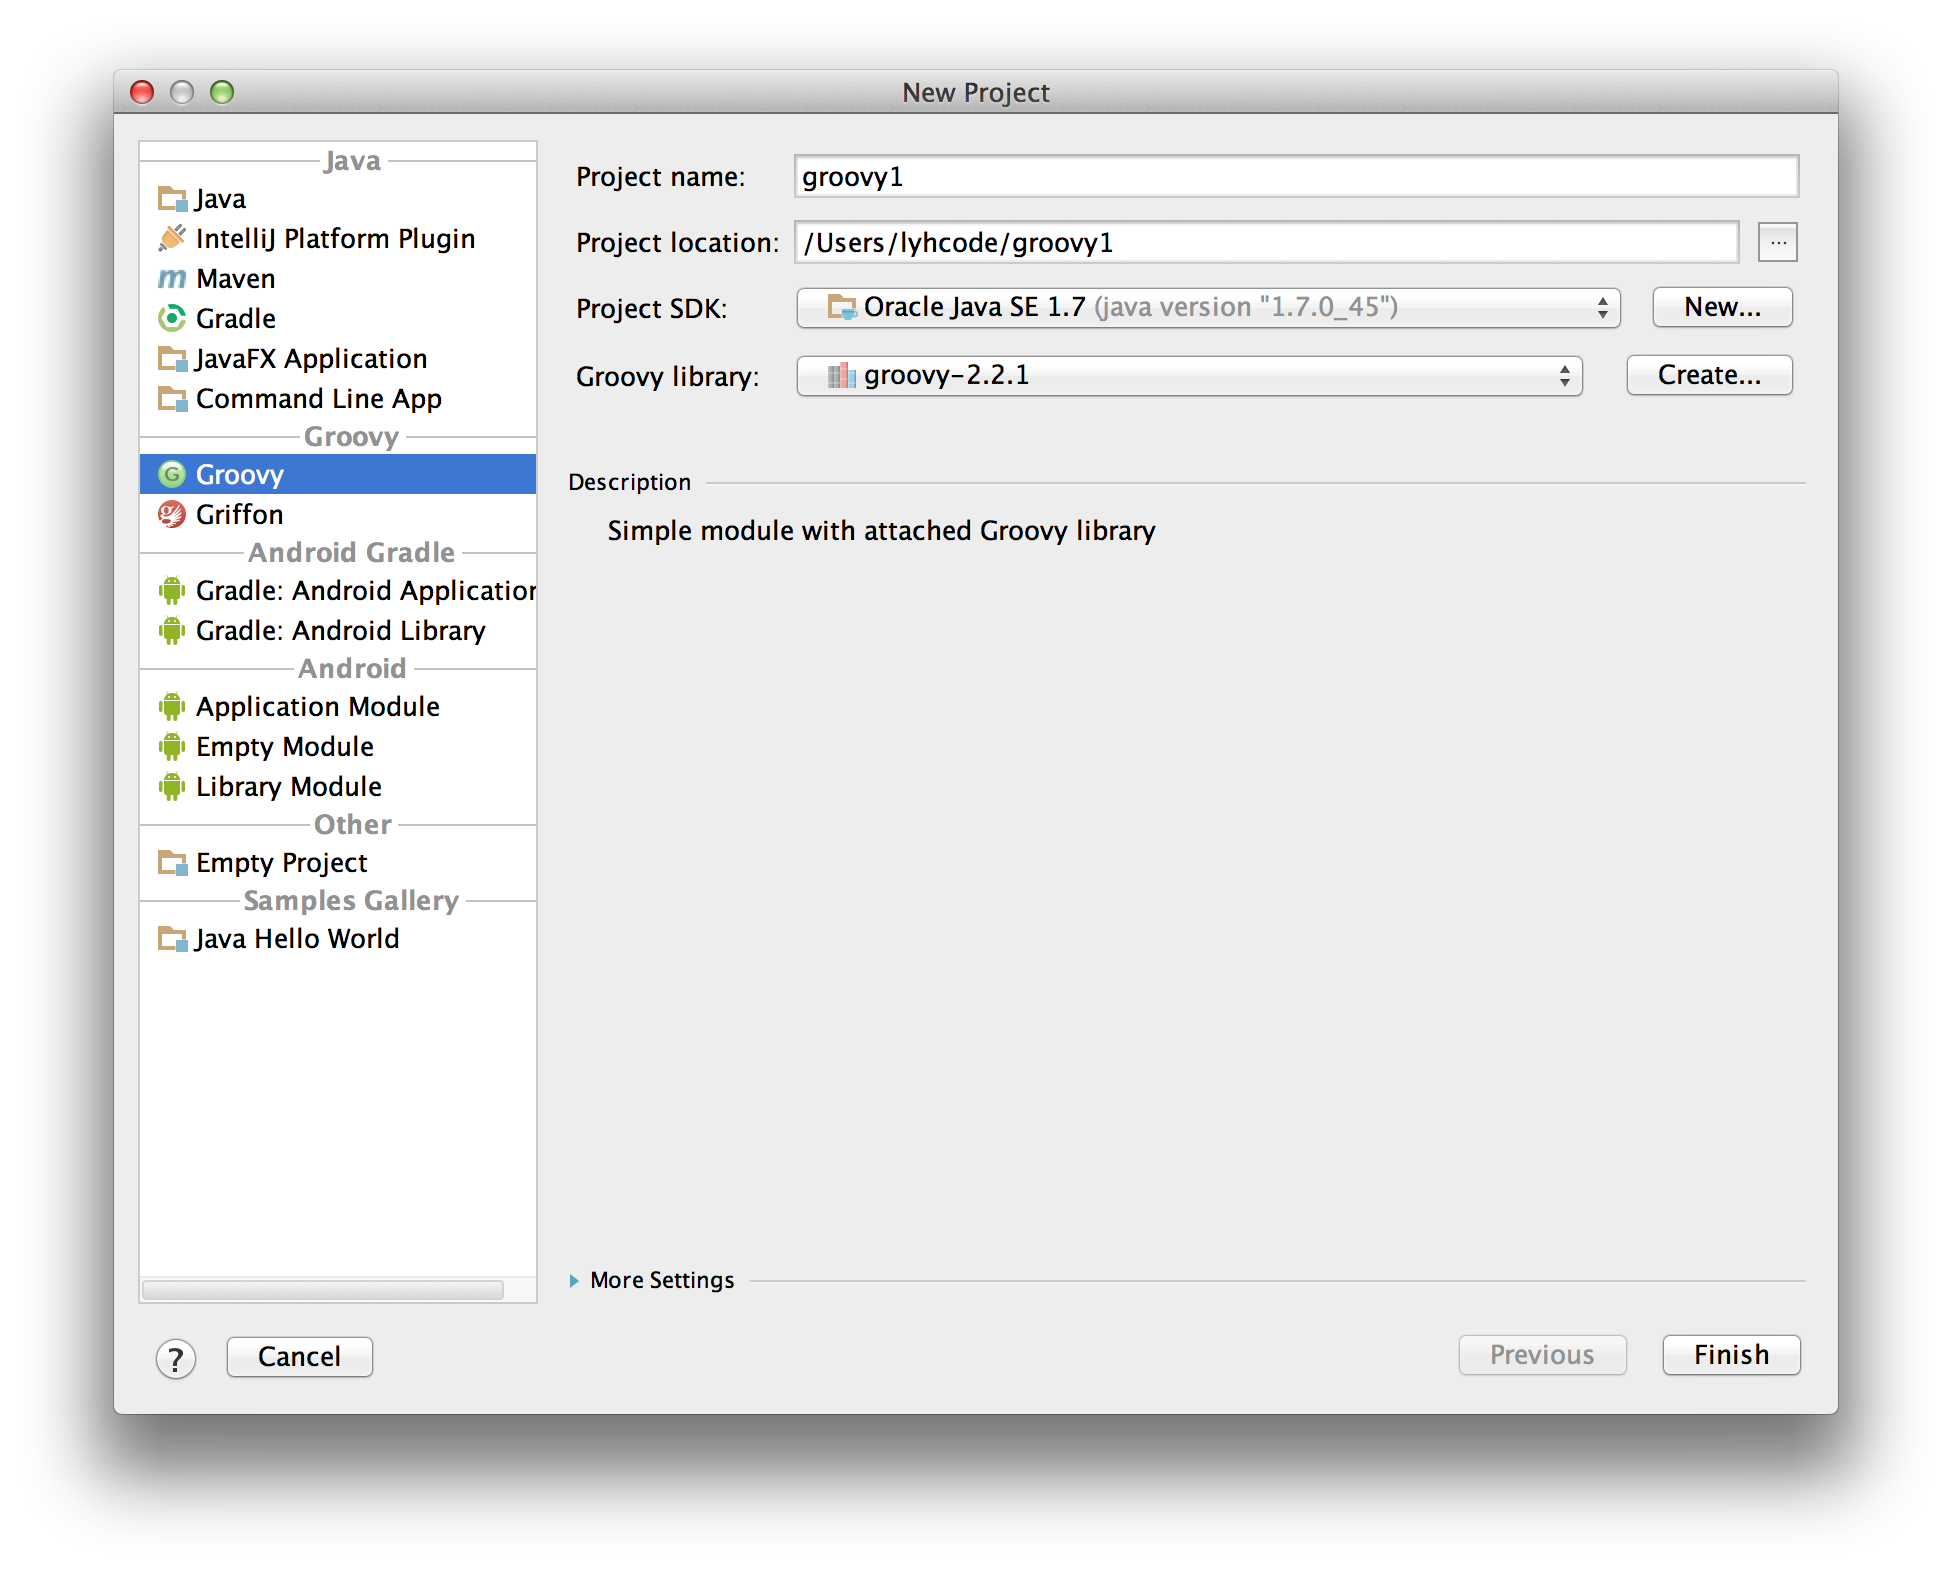 New Project
Java
Java
IntelliJ Platform Plugin
m Maven
Gradle
JavaFX Application
Command Line App
Groovy
G Groovy
g Griffon
Android Gradle
Gradle: Android Application
Gradle: Android Library
Android
Application Module
Empty Module
Library Module
Other
Empty Project
Samples Gallery
Java Hello World
Project name: groovy1
Project location: /Users/lyhcode/groovy1 ...
Project SDK: Oracle Java SE 1.7 (java version "1.7.0_45") New...
Groovy library: groovy-2.2.1 Create...
Description
Simple module with attached Groovy library
More Settings
? Cancel Previous Finish